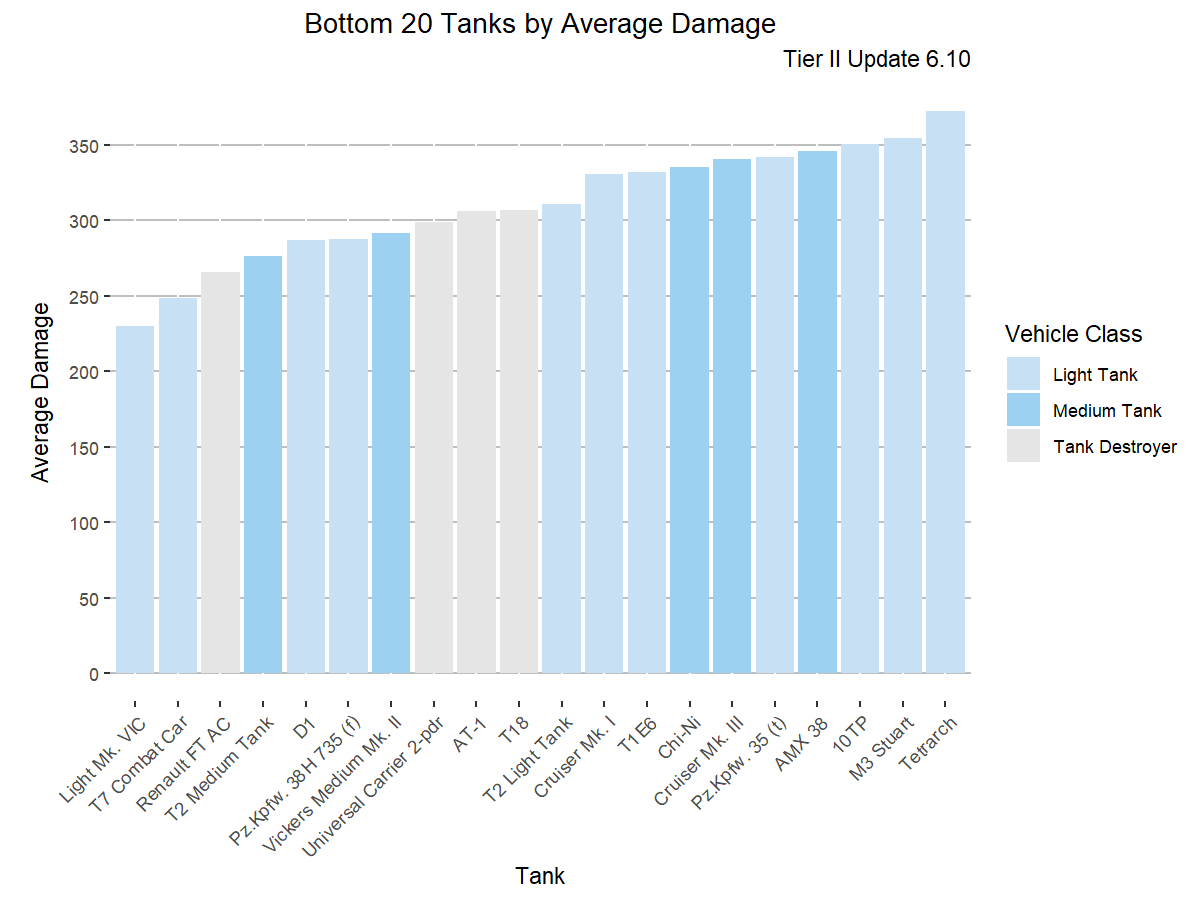 Bottom 20 Tanks by Average Damage
Tier II Update 6.10
Average Damage
350
300
250
200
150
100
50
0
Light Mk. VIC
T7 Combat Car
Renault FT AC
T2 Medium Tank
D1
Pz.Kpfw. 38H 735 (f)
Vickers Medium Mk. II
Universal Carrier 2-pdr
AT-1
T18
T2 Light Tank
Cruiser Mk. I
T1E6
Chi-Ni
Cruiser Mk. III
Pz.Kpfw. 35 (t)
AMX 38
10TP
M3 Stuart
Tetrarch
Tank
Vehicle Class
Light Tank
Medium Tank
Tank Destroyer